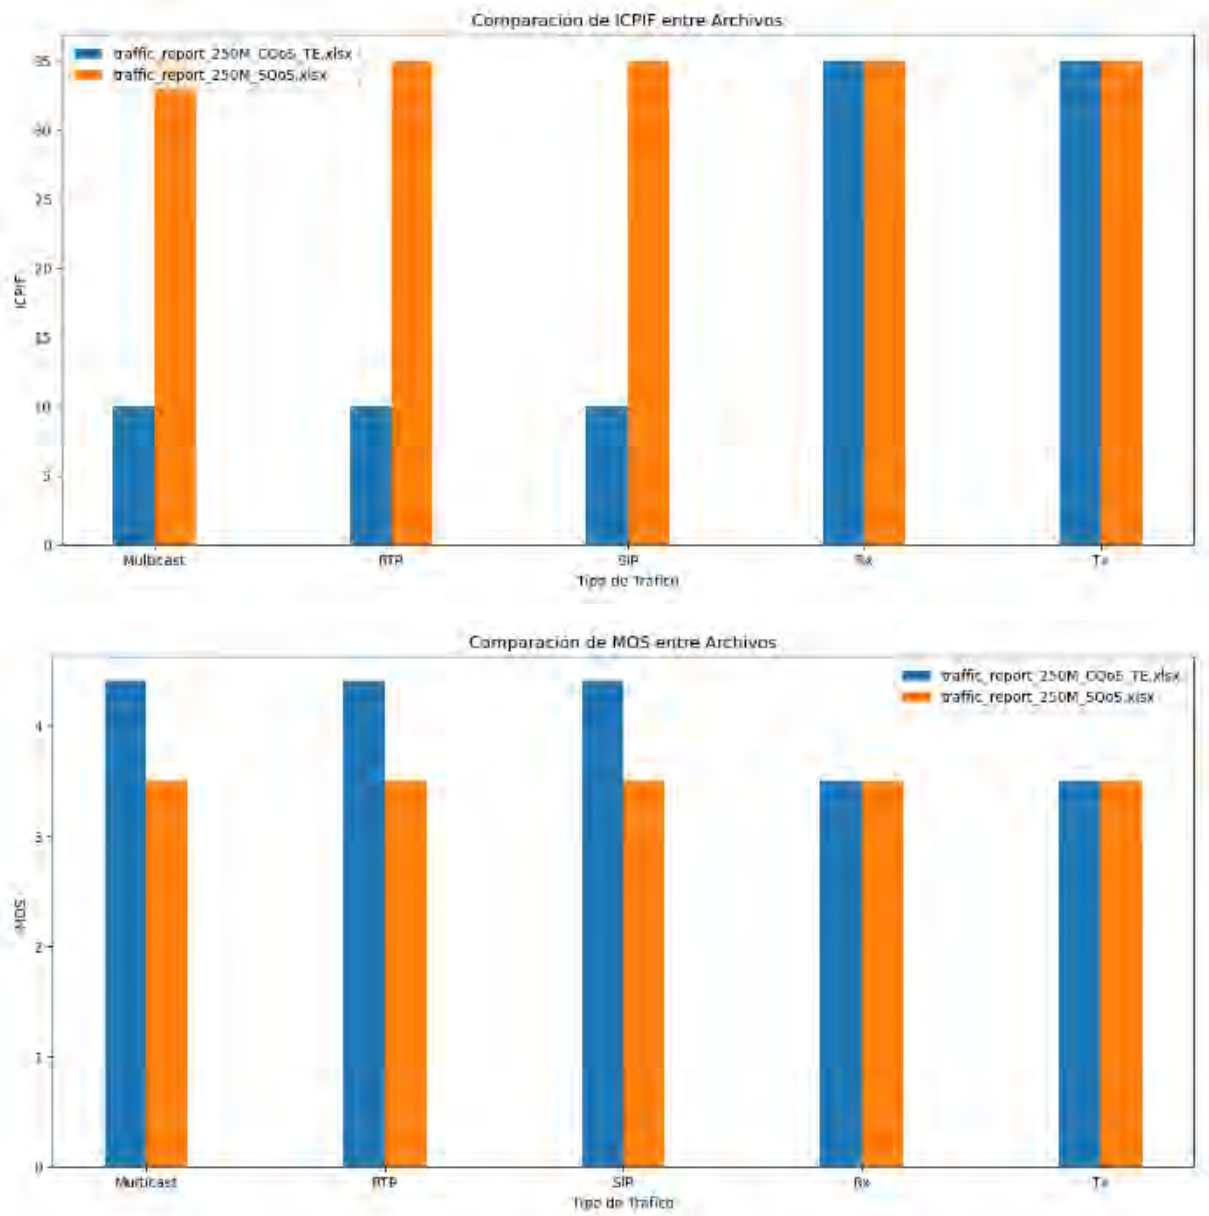 Comparación de ICPIF entre Archivos
traffic_report_250M_CQoS_TE.xlsx
traffic_report_250M_SQoS.xlsx
35
30
25
20
15
10
5
0
ICPIF
Multicast RTP SIP Rx Tx
Tipo de Tráfico
Comparación de MOS entre Archivos
traffic_report_250M_CQoS_TE.xlsx
traffic_report_250M_SQoS.xlsx
4
3
2
1
0
MOS
Multicast RTP SIP Rx Tx
Tipo de Tráfico